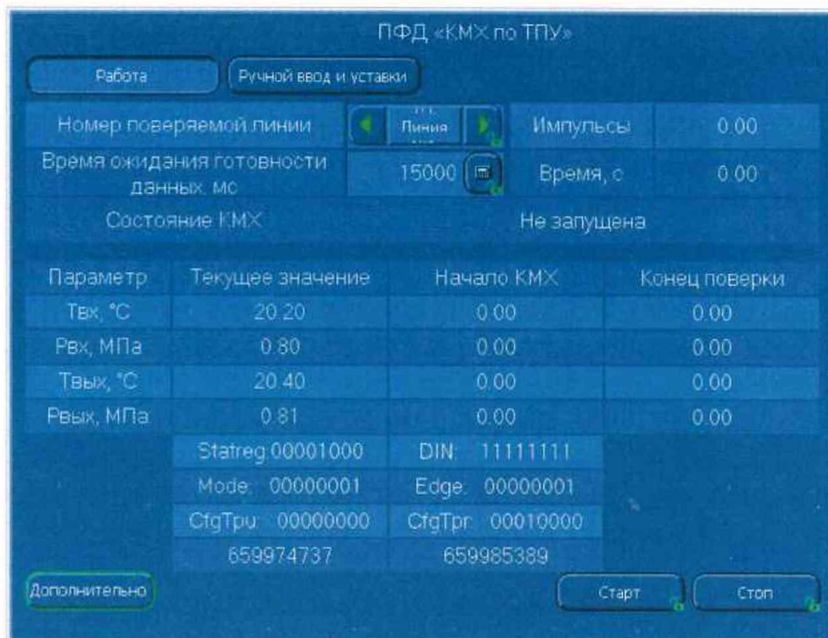 ПФД «КМХ по ТПУ»
Работа Ручной ввод и уставки
Номер поверяемой линии Линия Импульсы 0.00
Время ожидания готовности данных, мс 15000 Время, с 0.00
Состояние КМХ Не запущена
Параметр Текущее значение Начало КМХ Конец поверки
Твх, °С 20.20 0.00 0.00
Рвх, МПа 0.80 0.00 0.00
Твых, °С 20.40 0.00 0.00
Рвых, МПа 0.81 0.00 0.00
Statreg:00001000 DIN: 11111111
Mode: 00000001 Edge: 00000001
CfgTpu: 00000000 CfgTpr: 00010000
659974737 659985389
Дополнительно Старт Стоп